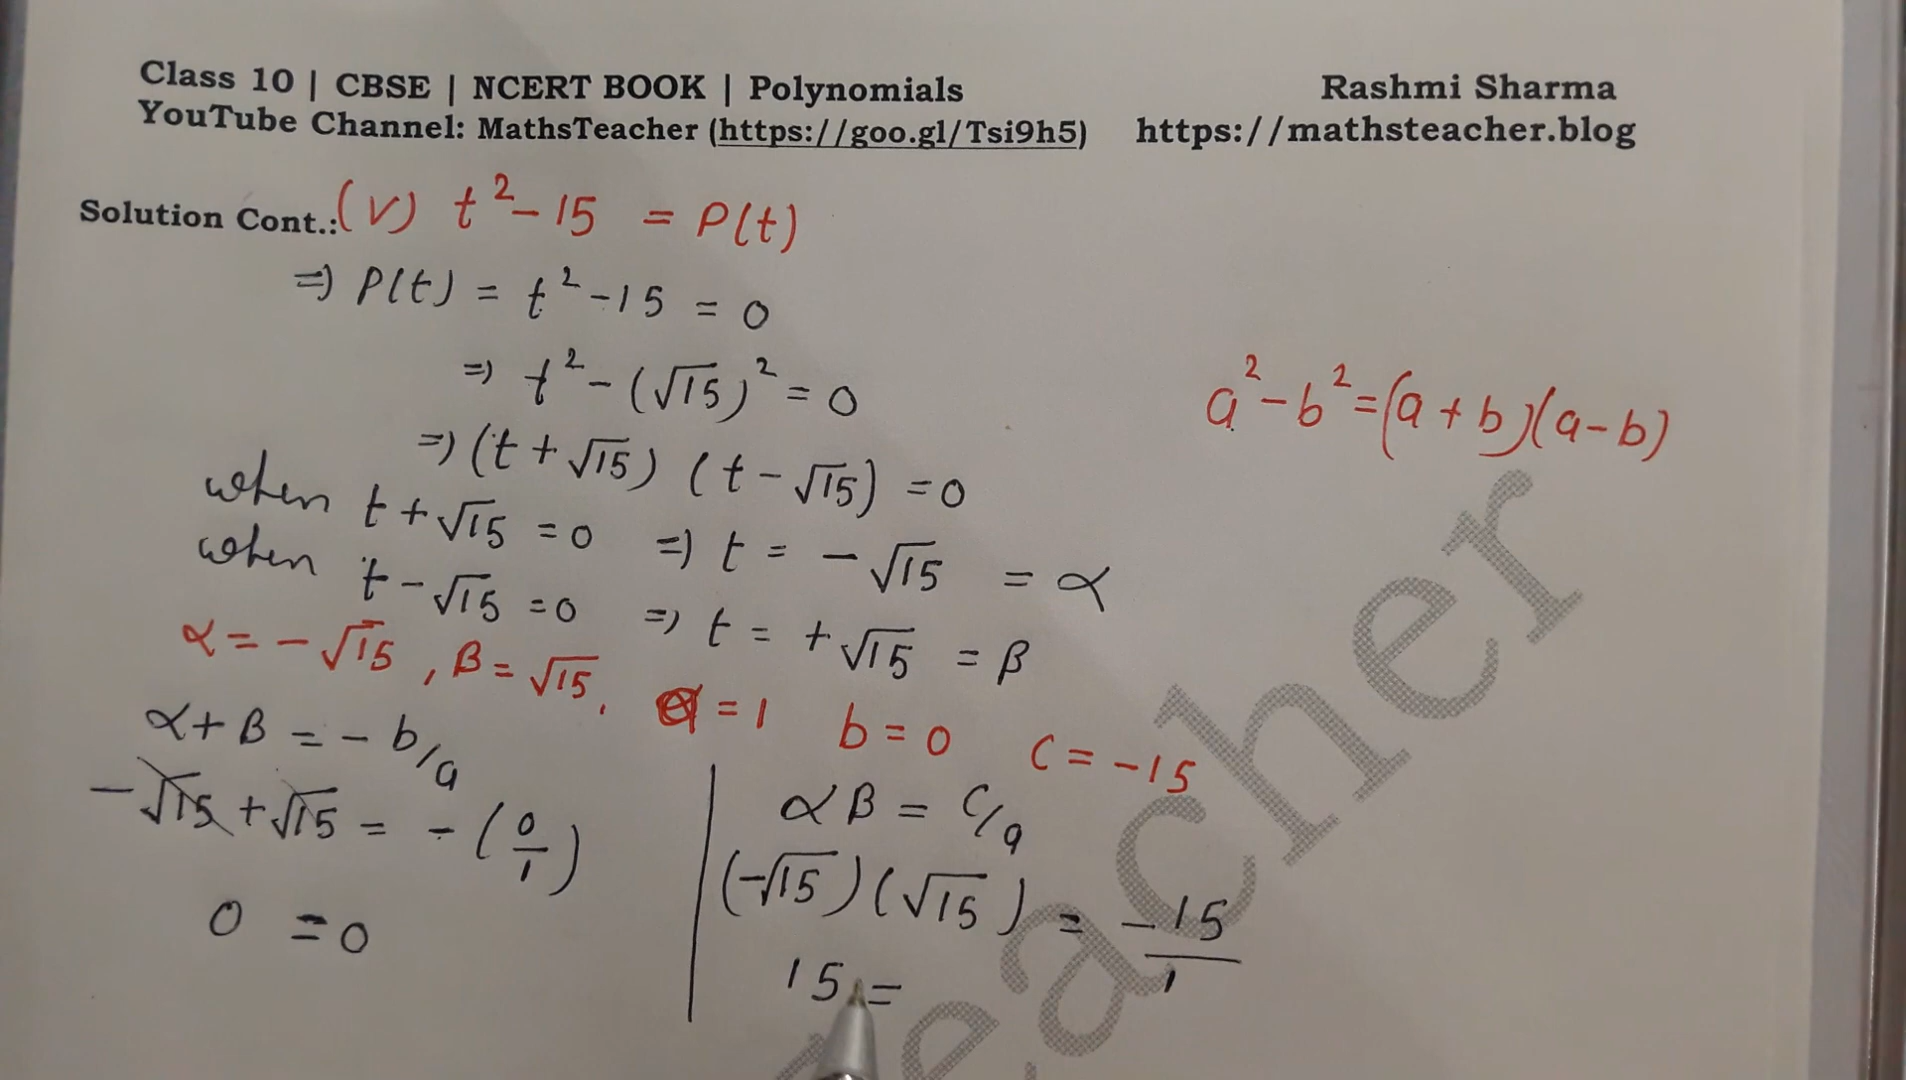 Class 10 | CBSE | NCERT BOOK | Polynomials
Rashmi Sharma
YouTube Channel: MathsTeacher (https://goo.gl/Tsi9h5)
https://mathsteacher.blog
Solution Cont.: (V) t² - 15 = P(t)
⇒ P(t) = t² - 15 = 0
⇒ t² - (√15)² = 0
a² - b² = (a + b)(a - b)
⇒ (t + √15) (t - √15) = 0
when t + √15 = 0 ⇒ t = - √15 = α
when t - √15 = 0 ⇒ t = + √15 = β
α = - √15 , β = √15, a = 1 b = 0 C = -15
α + β = - b/a
- √15 + √15 = - (0/1)
0 = 0
α β = C/a
(-√15) (√15) = -15/1
15 =
eacher